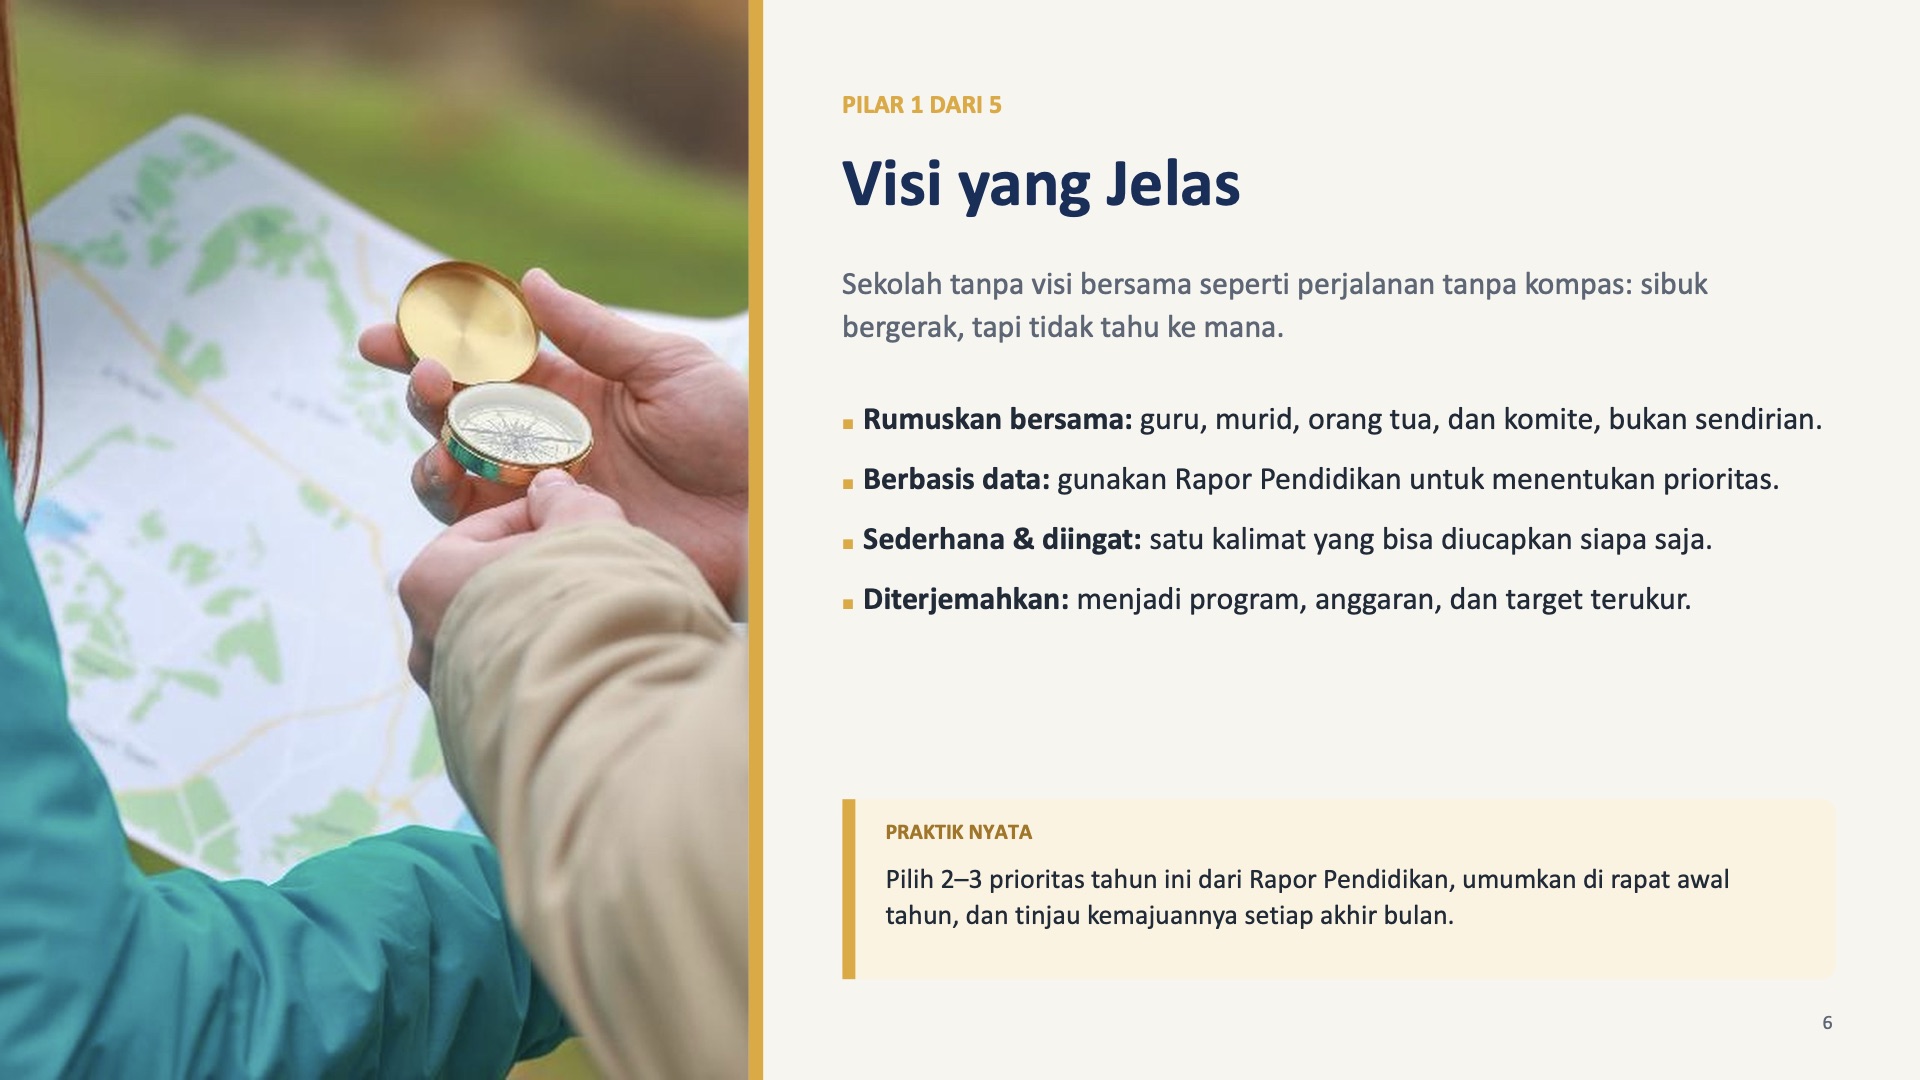 PILAR 1 DARI 5
Visi yang Jelas
Sekolah tanpa visi bersama seperti perjalanan tanpa kompas: sibuk
bergerak, tapi tidak tahu ke mana.
▪ Rumuskan bersama: guru, murid, orang tua, dan komite, bukan sendirian.
▪ Berbasis data: gunakan Rapor Pendidikan untuk menentukan prioritas.
▪ Sederhana & diingat: satu kalimat yang bisa diucapkan siapa saja.
▪ Diterjemahkan: menjadi program, anggaran, dan target terukur.
PRAKTIK NYATA
Pilih 2–3 prioritas tahun ini dari Rapor Pendidikan, umumkan di rapat awal
tahun, dan tinjau kemajuannya setiap akhir bulan.
6